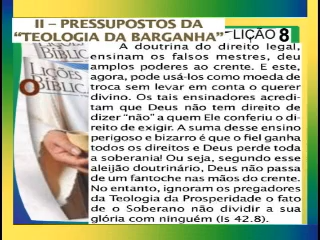 II – PRESSUPOSTOS DA
"TEOLOGIA DA BARGANHA"
LIÇÃO 8
LIÇÕES
BÍBLIC
A doutrina do direito legal,
ensinam os falsos mestres, deu
amplos poderes ao crente. E este,
agora, pode usá-los como moeda de
troca sem levar em conta o querer
divino. Os tais ensinadores acredi-
tam que Deus não tem direito de
dizer "não" a quem Ele conferiu o di-
reito de exigir. A suma desse ensino
perigoso e bizarro é que o fiel ganha
todos os direitos e Deus perde toda
a soberania! Ou seja, segundo esse
aleijão doutrinário, Deus não passa
de um fantoche nas mãos do crente.
No entanto, ignoram os pregadores
da Teologia da Prosperidade o fato
de o Soberano não dividir a sua
glória com ninguém (Is 42.8).